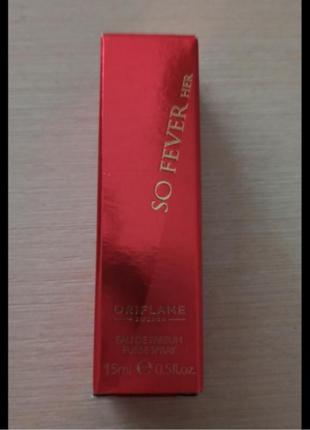 SO FEVER HER
ORIFLAME
SWEDEN
EAU DE PARFUM
PURSE SPRAY
15ml ℮ 0.5fl.oz.